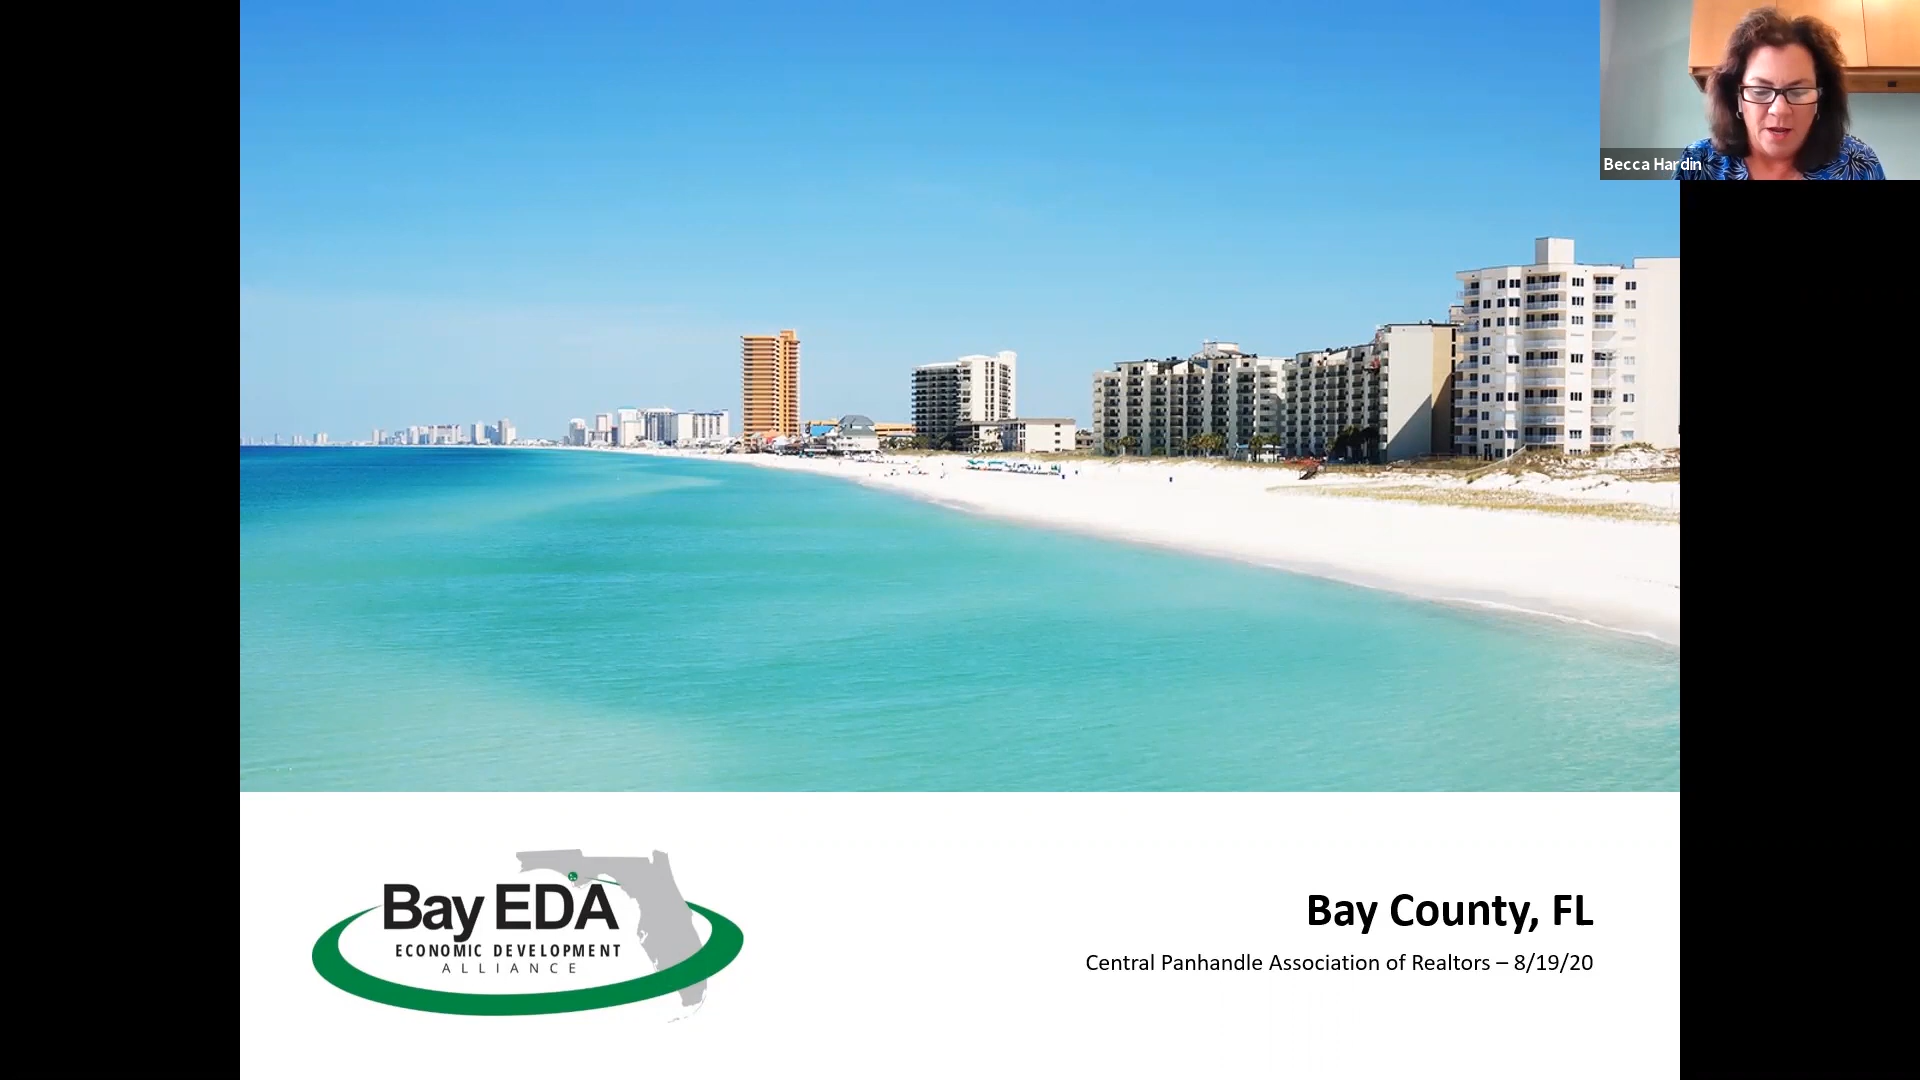 Becca Hardin
Bay EDA
ECONOMIC DEVELOPMENT
ALLIANCE
Bay County, FL
Central Panhandle Association of Realtors – 8/19/20